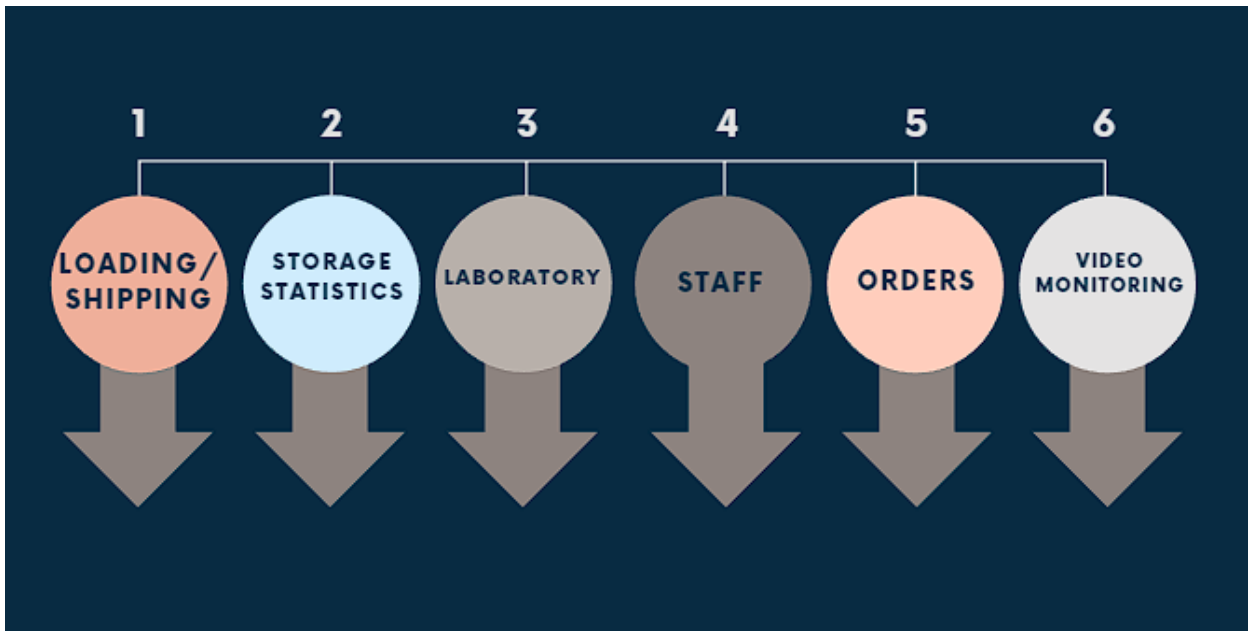 1
2
3
4
5
6
LOADING/
SHIPPING
STORAGE
STATISTICS
LABORATORY
STAFF
ORDERS
VIDEO
MONITORING